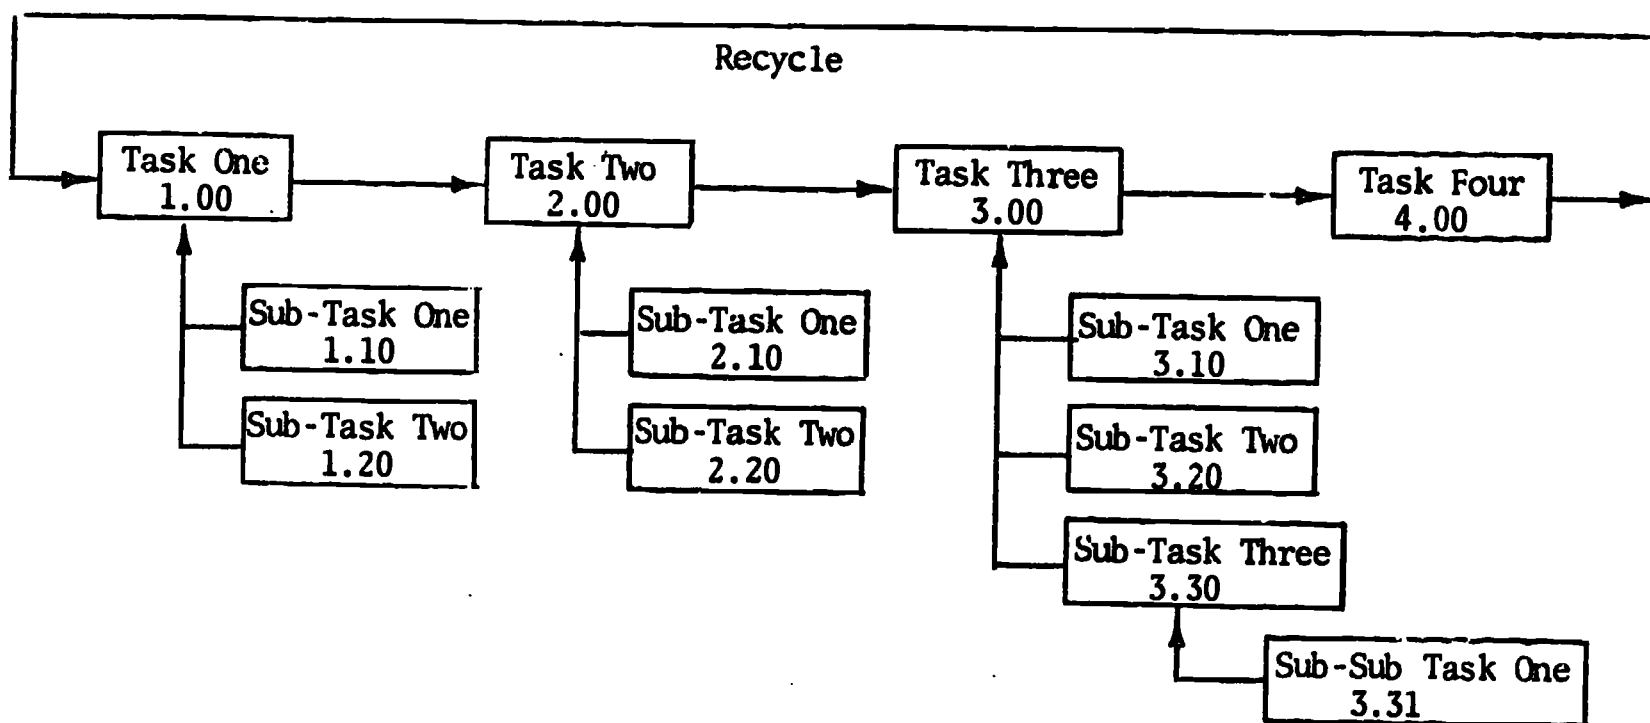 Recycle
Task One
1.00
Task Two
2.00
Task Three
3.00
Task Four
4.00
Sub-Task One
1.10
Sub-Task Two
1.20
Sub-Task One
2.10
Sub-Task Two
2.20
Sub-Task One
3.10
Sub-Task Two
3.20
Sub-Task Three
3.30
Sub-Sub Task One
3.31